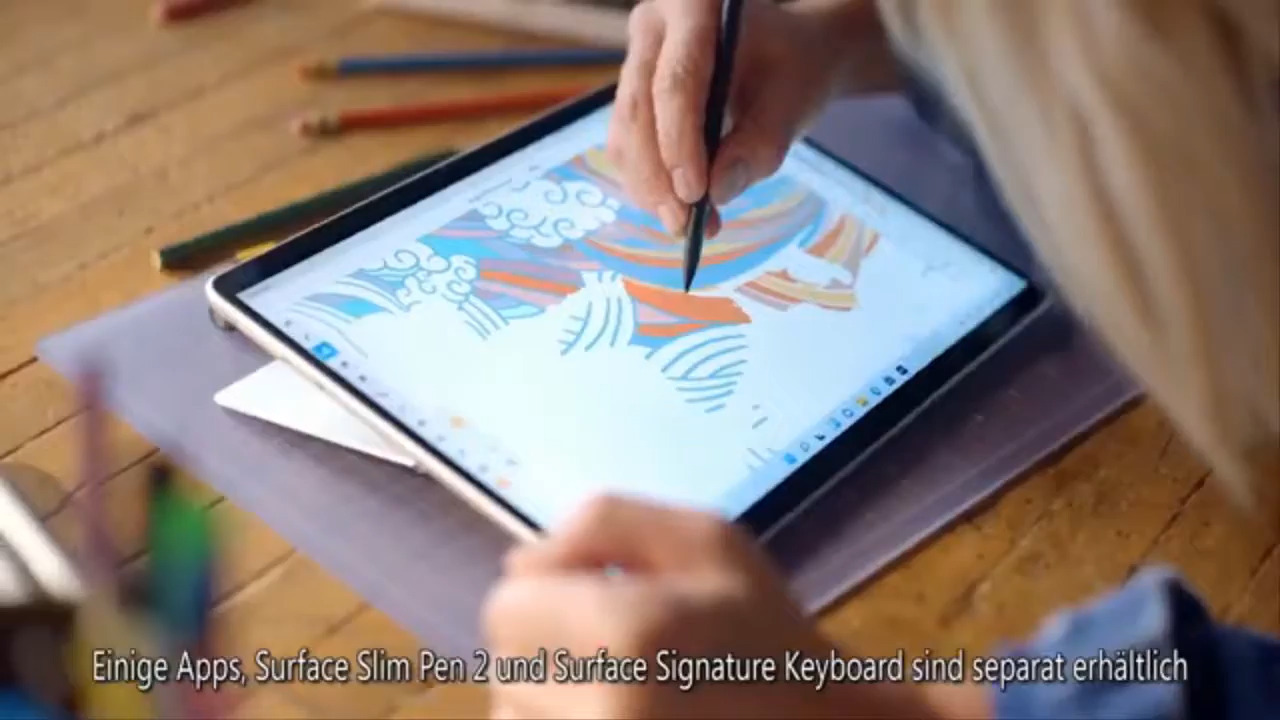 Einige Apps, Surface Slim Pen 2 und Surface Signature Keyboard sind separat erhältlich